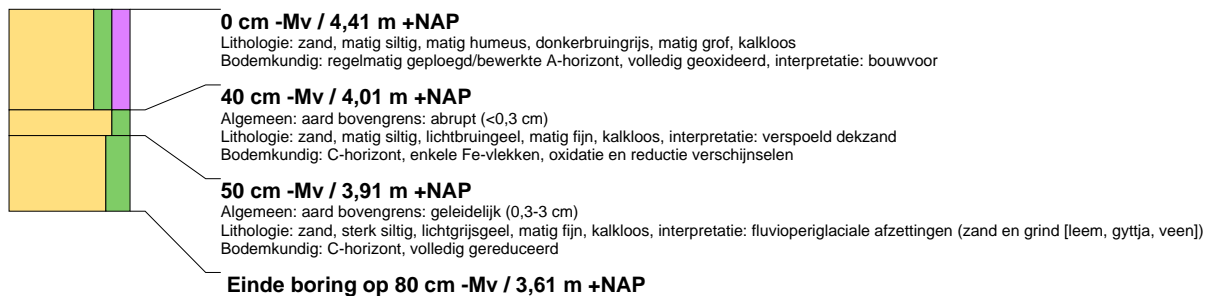 0 cm -Mv / 4,41 m +NAP
Lithologie: zand, matig siltig, matig humeus, donkerbruingrijs, matig grof, kalkloos
Bodemkundig: regelmatig geploegd/bewerkte A-horizont, volledig geoxideerd, interpretatie: bouwvoor
40 cm -Mv / 4,01 m +NAP
Algemeen: aard bovengrens: abrupt (<0,3 cm)
Lithologie: zand, matig siltig, lichtbruingeel, matig fijn, kalkloos, interpretatie: verspoeld dekzand
Bodemkundig: C-horizont, enkele Fe-vlekken, oxidatie en reductie verschijnselen
50 cm -Mv / 3,91 m +NAP
Algemeen: aard bovengrens: geleidelijk (0,3-3 cm)
Lithologie: zand, sterk siltig, lichtgrijsgeel, matig fijn, kalkloos, interpretatie: fluvioperiglaciale afzettingen (zand en grind [leem, gyttja, veen])
Bodemkundig: C-horizont, volledig gereduceerd
Einde boring op 80 cm -Mv / 3,61 m +NAP